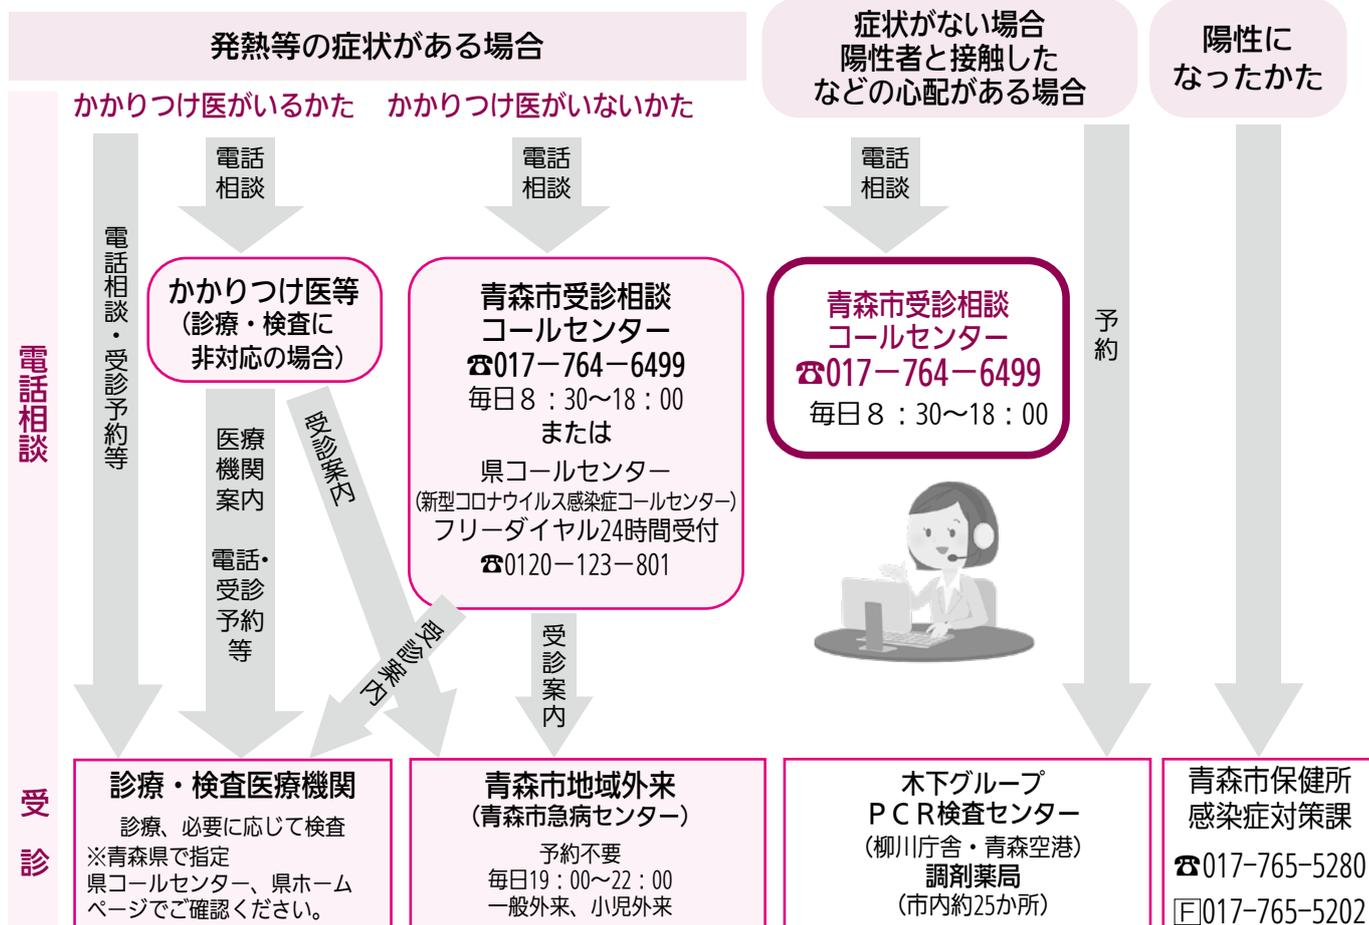 発熱等の症状がある場合
症状がない場合
陽性者と接触した
などの心配がある場合
陽性に
なったかた
かかりつけ医がいるかた
かかりつけ医がいないかた
電話相談
電話相談・受診予約等
電話
相談
電話
相談
電話
相談
予約
かかりつけ医等
（診療・検査に
非対応の場合）
医療
機関
案内
電話・
受診
予約
等
受診案内
青森市受診相談
コールセンター
☎017－764－6499
毎日８：30〜18：00
または
県コールセンター
（新型コロナウイルス感染症コールセンター）
フリーダイヤル24時間受付
☎0120－123－801
受診案内
受診案内
青森市受診相談
コールセンター
☎017－764－6499
毎日８：30〜18：00
受診
診療・検査医療機関
診療、必要に応じて検査
※青森県で指定
県コールセンター、県ホーム
ページでご確認ください。
青森市地域外来
（青森市急病センター）
予約不要
毎日19：00〜22：00
一般外来、小児外来
木下グループ
ＰＣＲ検査センター
（柳川庁舎・青森空港）
調剤薬局
（市内約25か所）
青森市保健所
感染症対策課
☎017-765-5280
F017-765-5202